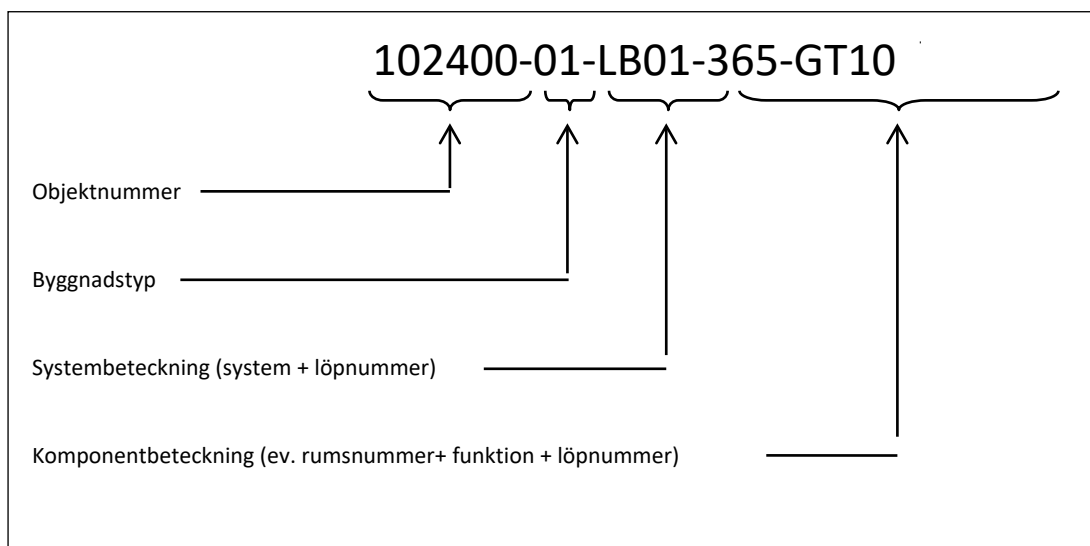 102400-01-LB01-365-GT10
Objektnummer
Byggnadstyp
Systembeteckning (system + löpnummer)
Komponentbeteckning (ev. rumsnummer+ funktion + löpnummer)